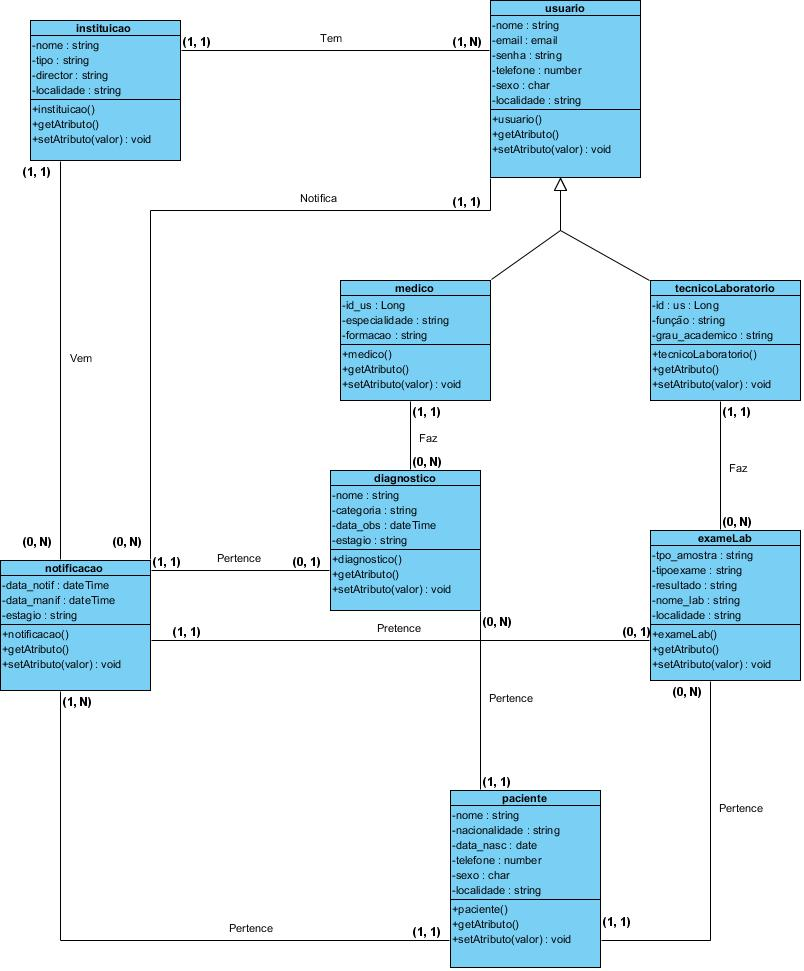 instituicao
-nome : string
-tipo : string
-director : string
-localidade : string
+instituicao()
+getAtributo()
+setAtributo(valor) : void
(1, 1)
Tem
(1, N)
usuario
-nome : string
-email : email
-senha : string
-telefone : number
-sexo : char
-localidade : string
+usuario()
+getAtributo()
+setAtributo(valor) : void
(1, 1)
Notifica
(1, 1)
medico
-id_us : Long
-especialidade : string
-formacao : string
+medico()
+getAtributo()
+setAtributo(valor) : void
tecnicoLaboratorio
-id : us : Long
-função : string
-grau_academico : string
+tecnicoLaboratorio()
+getAtributo()
+setAtributo(valor) : void
Vem
(1, 1)
Faz
(0, N)
(1, 1)
Faz
(0, N)
diagnostico
-nome : string
-categoria : string
-data_obs : dateTime
-estagio : string
+diagnostico()
+getAtributo()
+setAtributo(valor) : void
exameLab
-tpo_amostra : string
-tipoexame : string
-resultado : string
-nome_lab : string
-localidade : string
+exameLab()
+getAtributo()
+setAtributo(valor) : void
(0, N)
(0, N)
notificacao
-data_notif : dateTime
-data_manif : dateTime
-estagio : string
+notificacao()
+getAtributo()
+setAtributo(valor) : void
(1, 1)
Pertence
(0, 1)
(1, 1)
Pretence
(0, 1)
(0, N)
Pertence
(1, 1)
(0, N)
Pertence
(1, 1)
(1, N)
Pertence
(1, 1)
paciente
-nome : string
-nacionalidade : string
-data_nasc : date
-telefone : number
-sexo : char
-localidade : string
+paciente()
+getAtributo()
+setAtributo(valor) : void